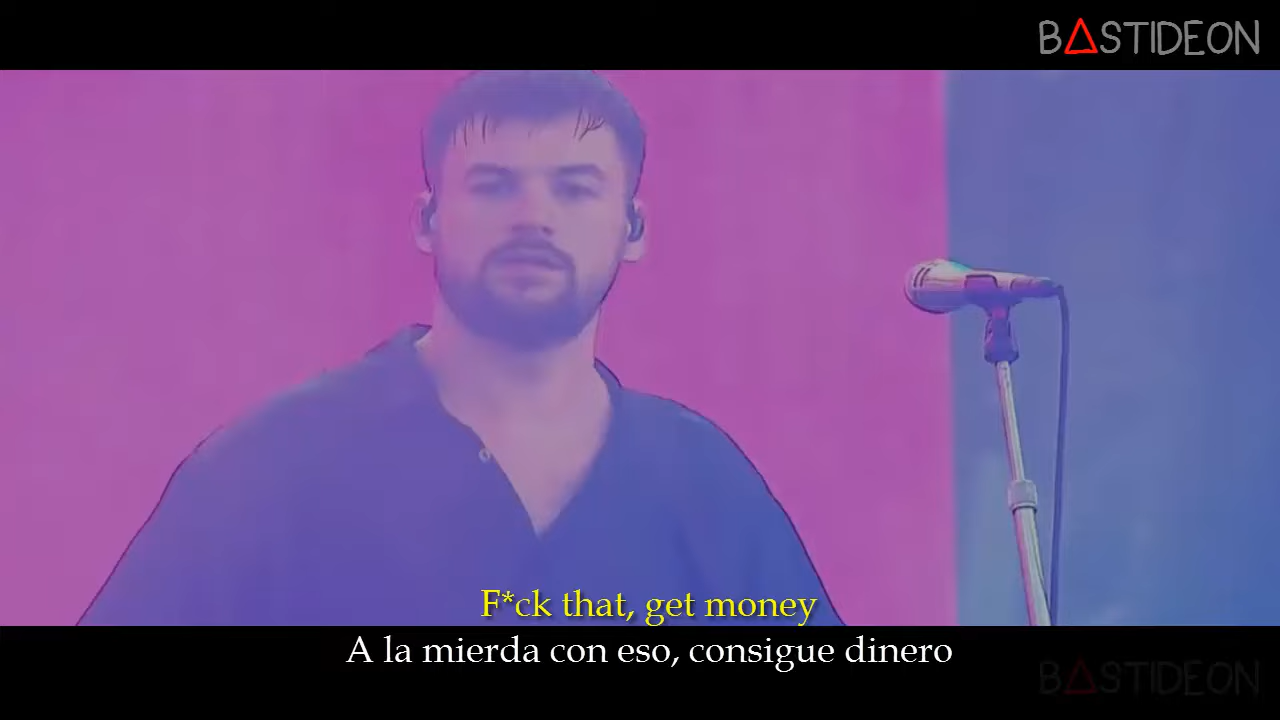 BASTIDEON
F*ck that, get money
A la mierda con eso, consigue dinero
BASTIDEON